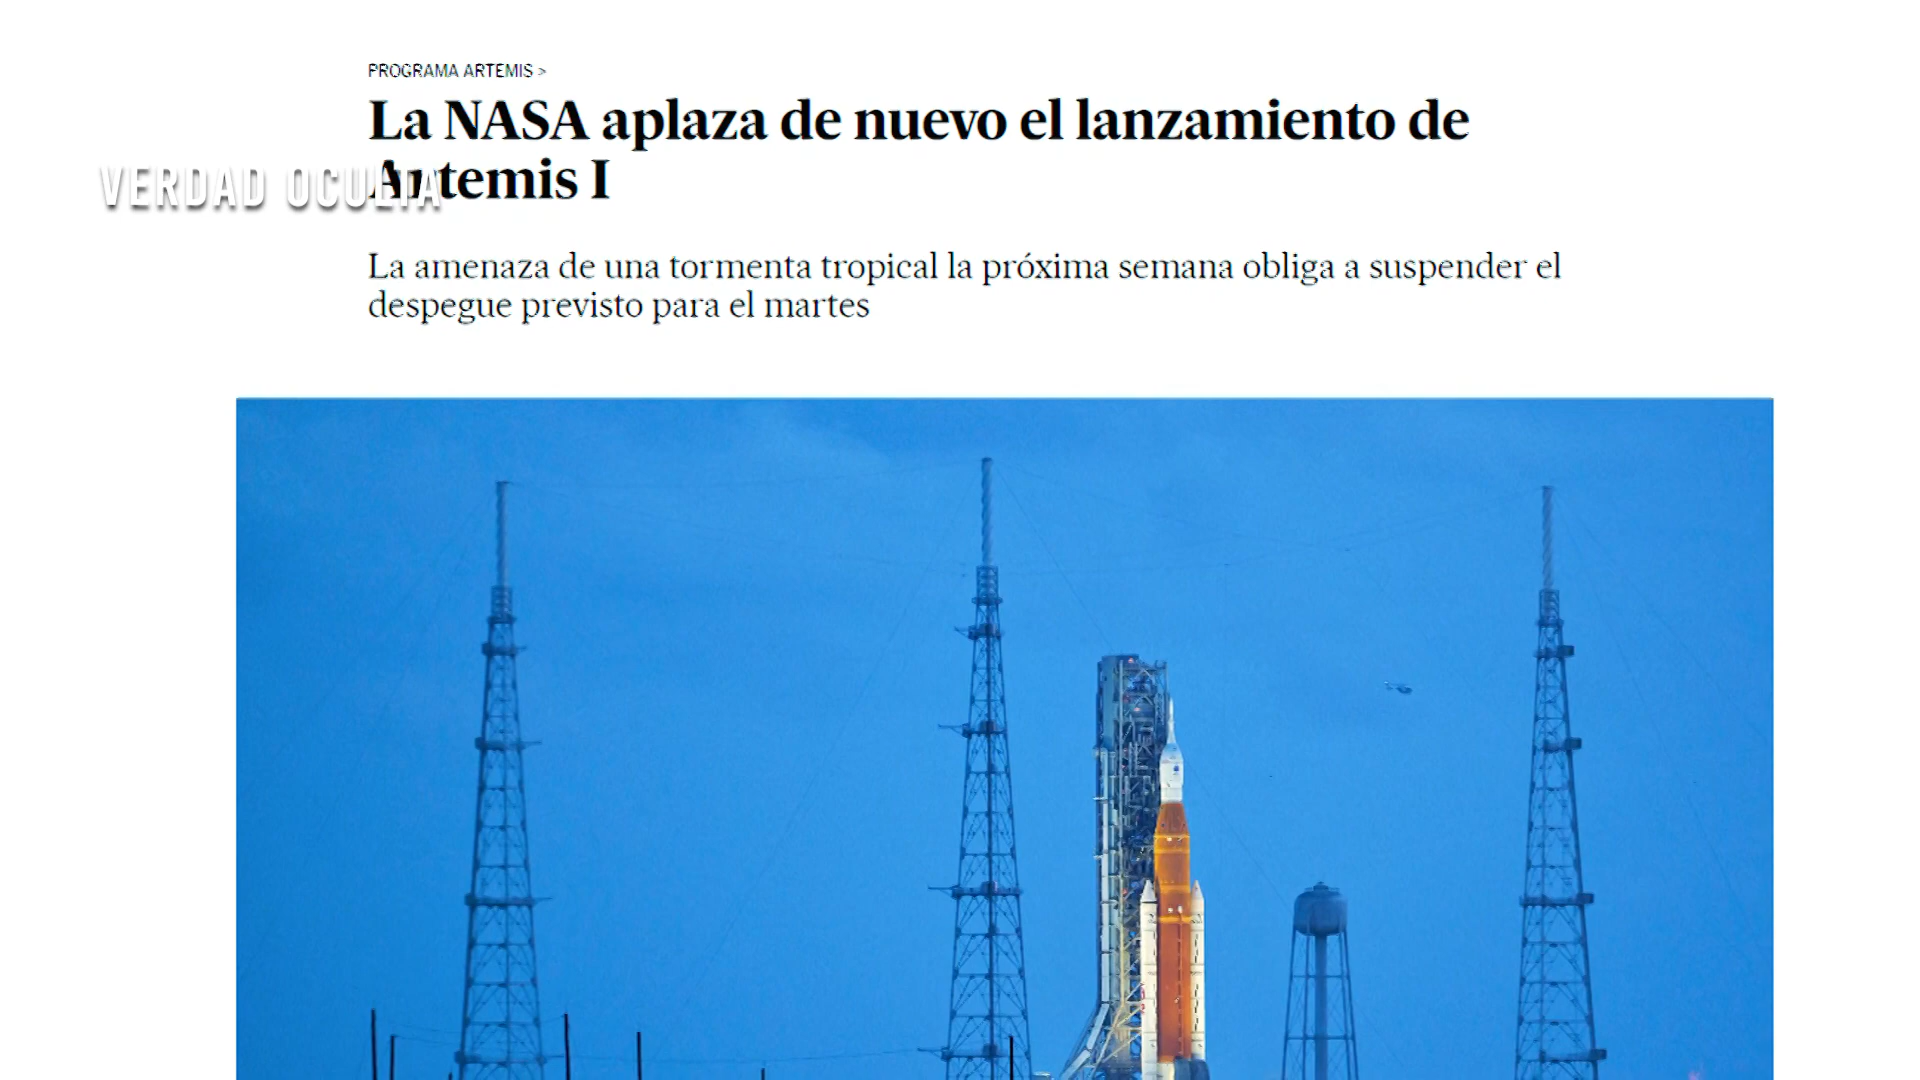 PROGRAMA ARTEMIS >
La NASA aplaza de nuevo el lanzamiento de
Artemis I
VERDAD OCULTA
La amenaza de una tormenta tropical la próxima semana obliga a suspender el
despegue previsto para el martes